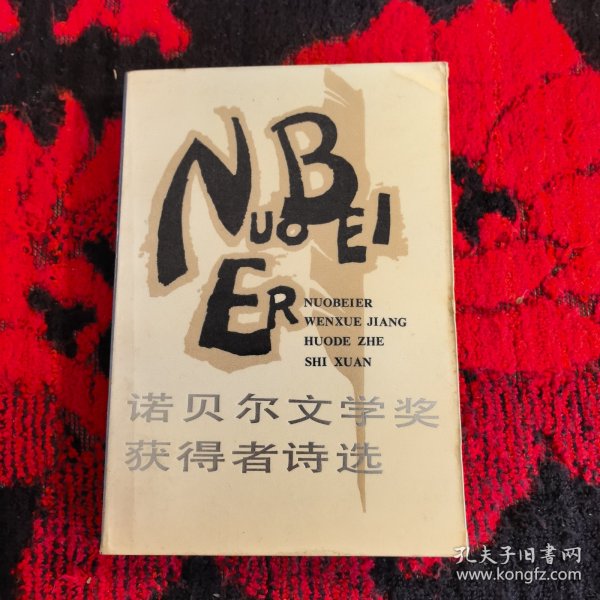 NUOBEI
ER
NUOBEIER
WENXUE JIANG
HUODE ZHE
SHI XUAN
诺贝尔文学奖
获得者诗选
孔夫子旧书网
www.kongfz.com